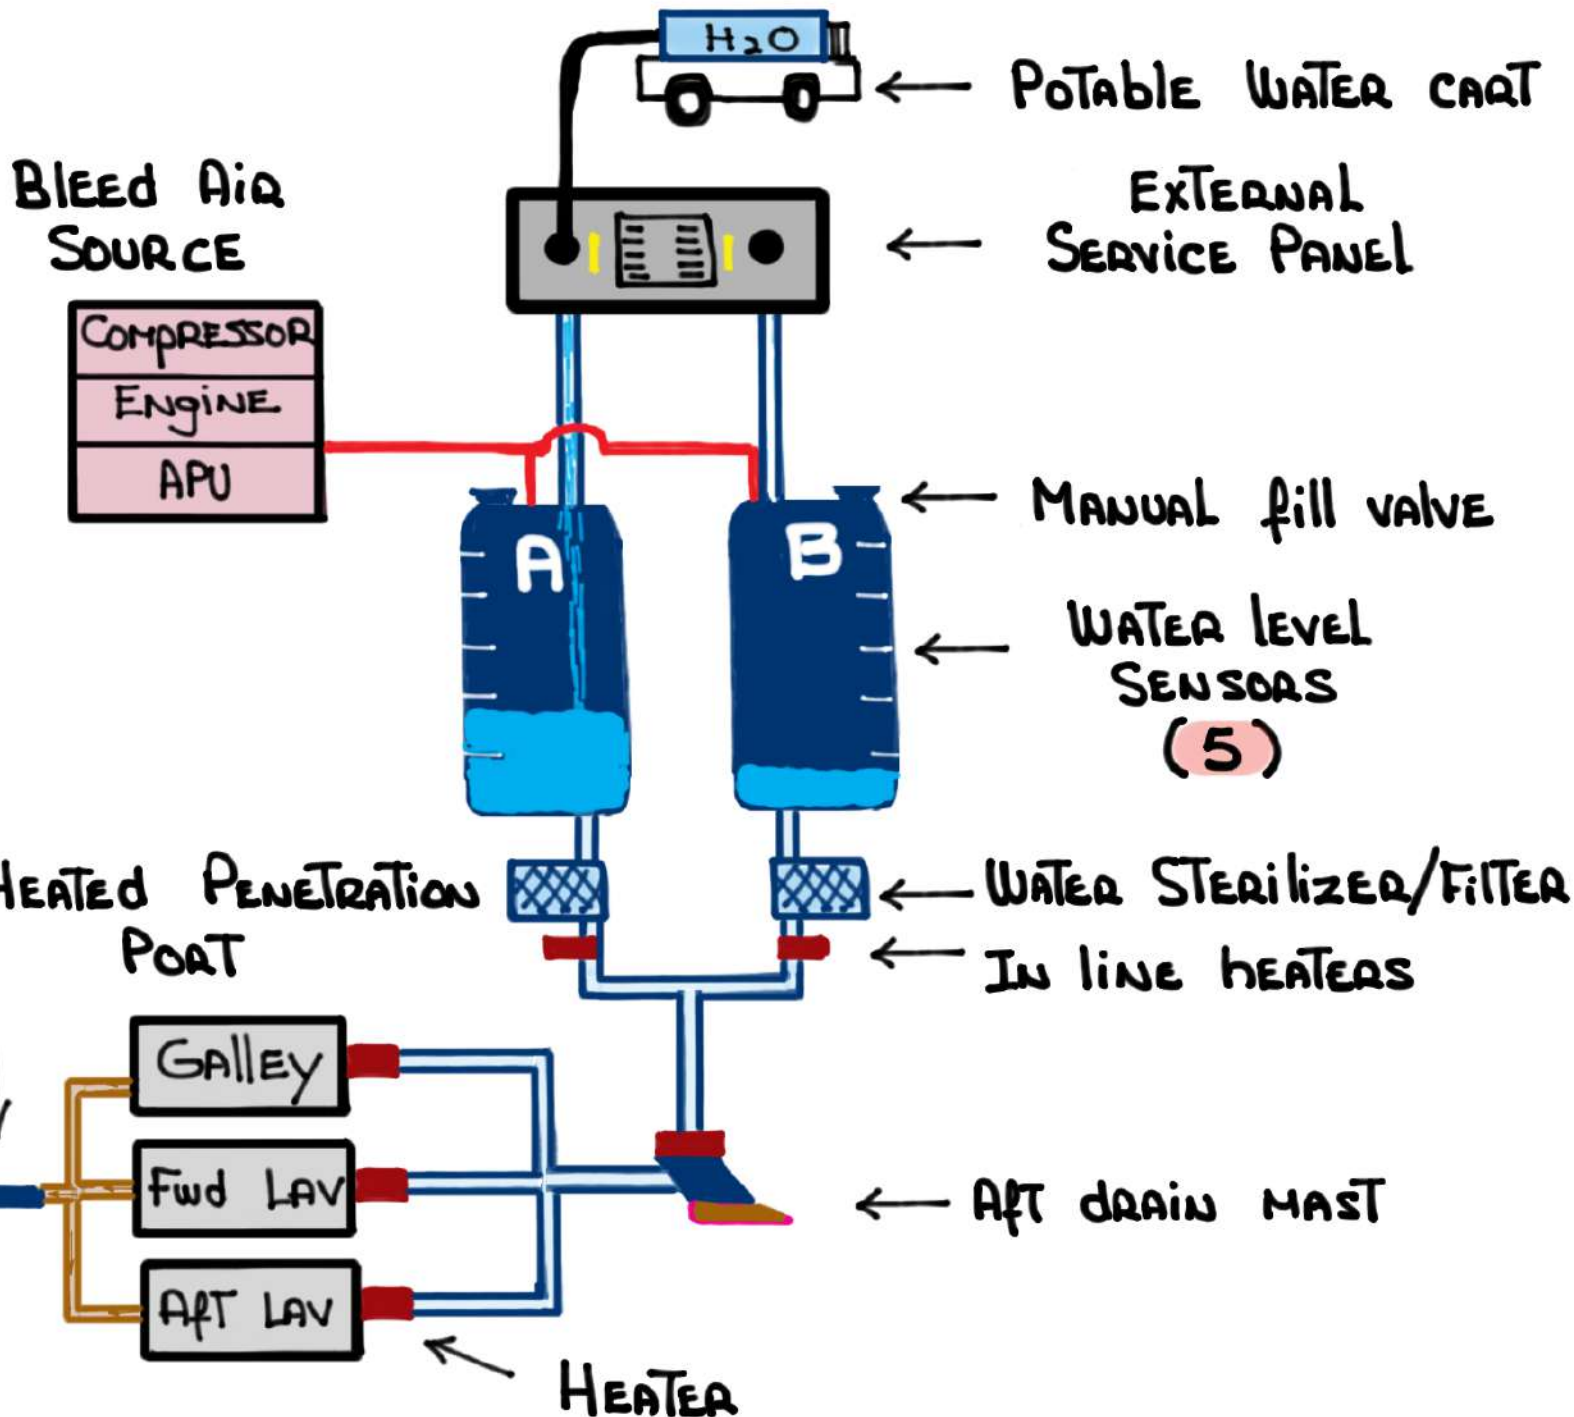 H2O
POTABLE WATER CART
BLEED AIR
SOURCE
EXTERNAL
SERVICE PANEL
COMPRESSOR
ENGINE
APU
MANUAL fill VALVE
A
B
WATER LEVEL
SENSORS
(5)
HEATED PENETRATION
PORT
WATER STERILIZER/FILTER
IN LINE HEATERS
GALLEY
Fwd LAV
AfT LAV
AfT DRAIN MAST
HEATER